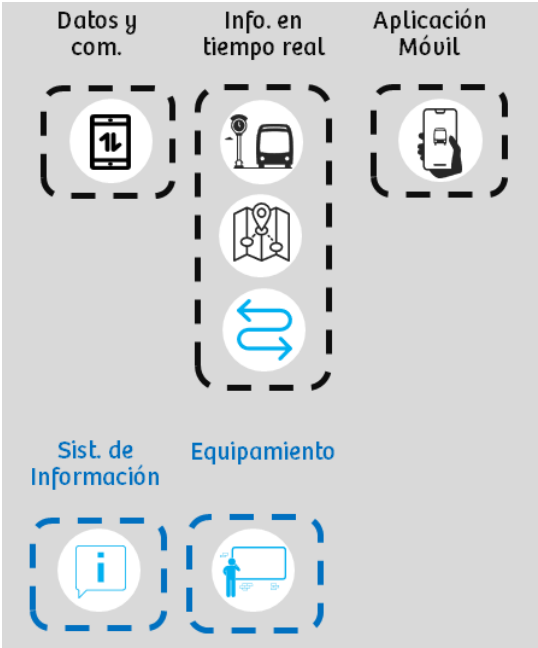 Datos y
com.
Info. en
tiempo real
Aplicación
Móvil
Sist. de
Información
Equipamiento
i